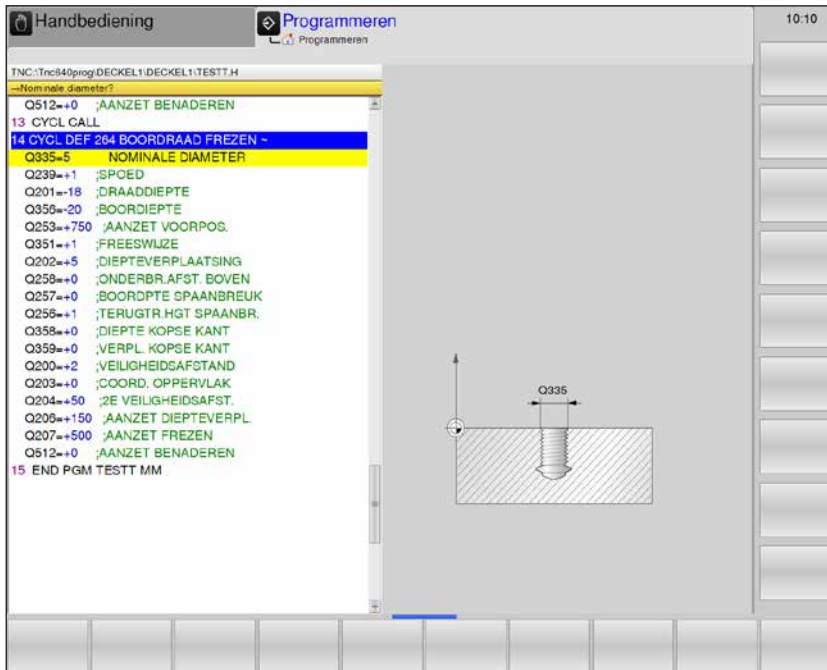 Handbediening
Programmeren
Programmeren
10:10
TNC:\Tnc640prog\DECKEL1\DECKEL1\TESTT.H
→Nominale diameter?
Q512=+0 ;AANZET BENADEREN
13 CYCL CALL
14 CYCL DEF 264 BOORDRAAD FREZEN ~
Q335=5 NOMINALE DIAMETER
Q239=+1 ;SPOED
Q201=-18 ;DRAADDIEPTE
Q356=-20 ;BOORDIEPTE
Q253=+750 ;AANZET VOORPOS.
Q351=+1 ;FREESWIJZE
Q202=+5 ;DIEPTEVERPLAATSING
Q258=+0 ;ONDERBR.AFST. BOVEN
Q257=+0 ;BOORDPTE SPAANBREUK
Q256=+1 ;TERUGTR.HGT SPAANBR.
Q358=+0 ;DIEPTE KOPSE KANT
Q359=+0 ;VERPL. KOPSE KANT
Q200=+2 ;VEILIGHEIDSAFSTAND
Q203=+0 ;COORD. OPPERVLAK
Q204=+50 ;2E VEILIGHEIDSAFST.
Q206=+150 ;AANZET DIEPTEVERPL.
Q207=+500 ;AANZET FREZEN
Q512=+0 ;AANZET BENADEREN
15 END PGM TESTT MM
Q335